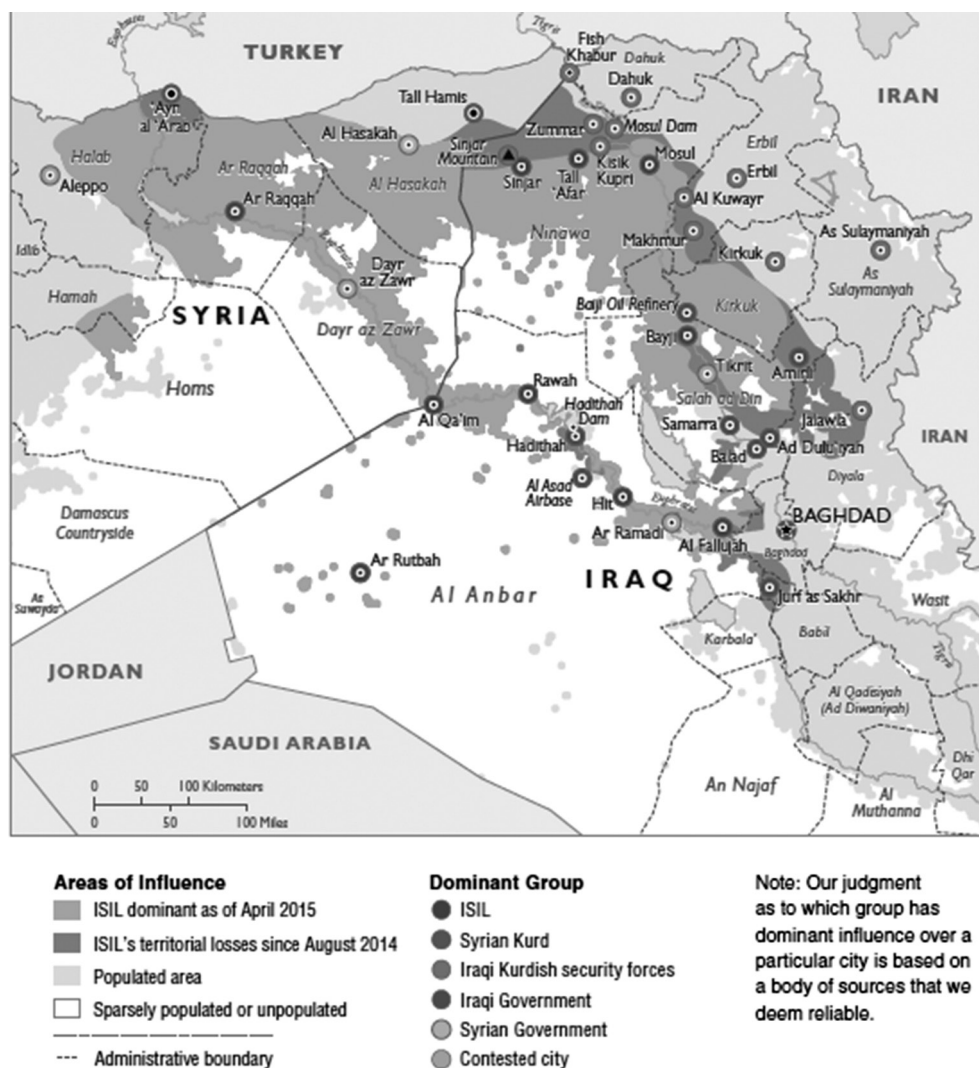 Euphrates
TURKEY
Tigris
Fish
Khabur
Dahuk
Dahuk
IRAN
'Ayn
al 'Arab
Tall Hamis
Zummar
Mosul Dam
Erbil
Halab
Aleppo
Ar Raqqah
Al Hasakah
Al Hasakah
Sinjar
Mountain
Sinjar
Tall
'Afar
Kisik
Kupri
Mosul
Erbil
Al Kuwayr
Ar Raqqah
Idlib
Euphrates
Ninawa
Makhmur
Kirkuk
As Sulaymaniyah
As
Sulaymaniyah
Hamah
SYRIA
Dayr
az Zawr
Dayr az Zawr
Baiji Oil Refinery
Kirkuk
Bayji
Tikrit
Amirli
Homs
Rawah
Salah ad Din
Al Qa'im
Hadithah
Dam
Hadithah
Samarra
Jalawla'
Ad Dulu'iyah
Balad
IRAN
Diyala
Al Asad
Airbase
Hit
Euphrates
Ar Ramadi
Al Fallujah
BAGHDAD
Baghdad
Damascus
Countryside
Ar Rutbah
Al Anbar
IRAQ
Jurf as Sakhr
Wasit
As
Suwayda'
Karbala'
Babil
Tigris
JORDAN
Al Qadisiyah
(Ad Diwaniyah)
SAUDI ARABIA
An Najaf
Dhi
Qar
Al
Muthanna
0 50 100 Kilometers
0 50 100 Miles
Areas of Influence
ISIL dominant as of April 2015
ISIL's territorial losses since August 2014
Populated area
Sparsely populated or unpopulated
Administrative boundary
Dominant Group
ISIL
Syrian Kurd
Iraqi Kurdish security forces
Iraqi Government
Syrian Government
Contested city
Note: Our judgment
as to which group has
dominant influence over a
particular city is based on
a body of sources that we
deem reliable.